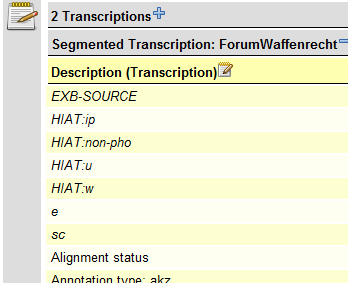 2 Transcriptions
Segmented Transcription: ForumWaffenrecht
Description (Transcription)
EXB-SOURCE
HIAT:ip
HIAT:non-pho
HIAT:u
HIAT:w
e
sc
Alignment status
Annotation type: akz